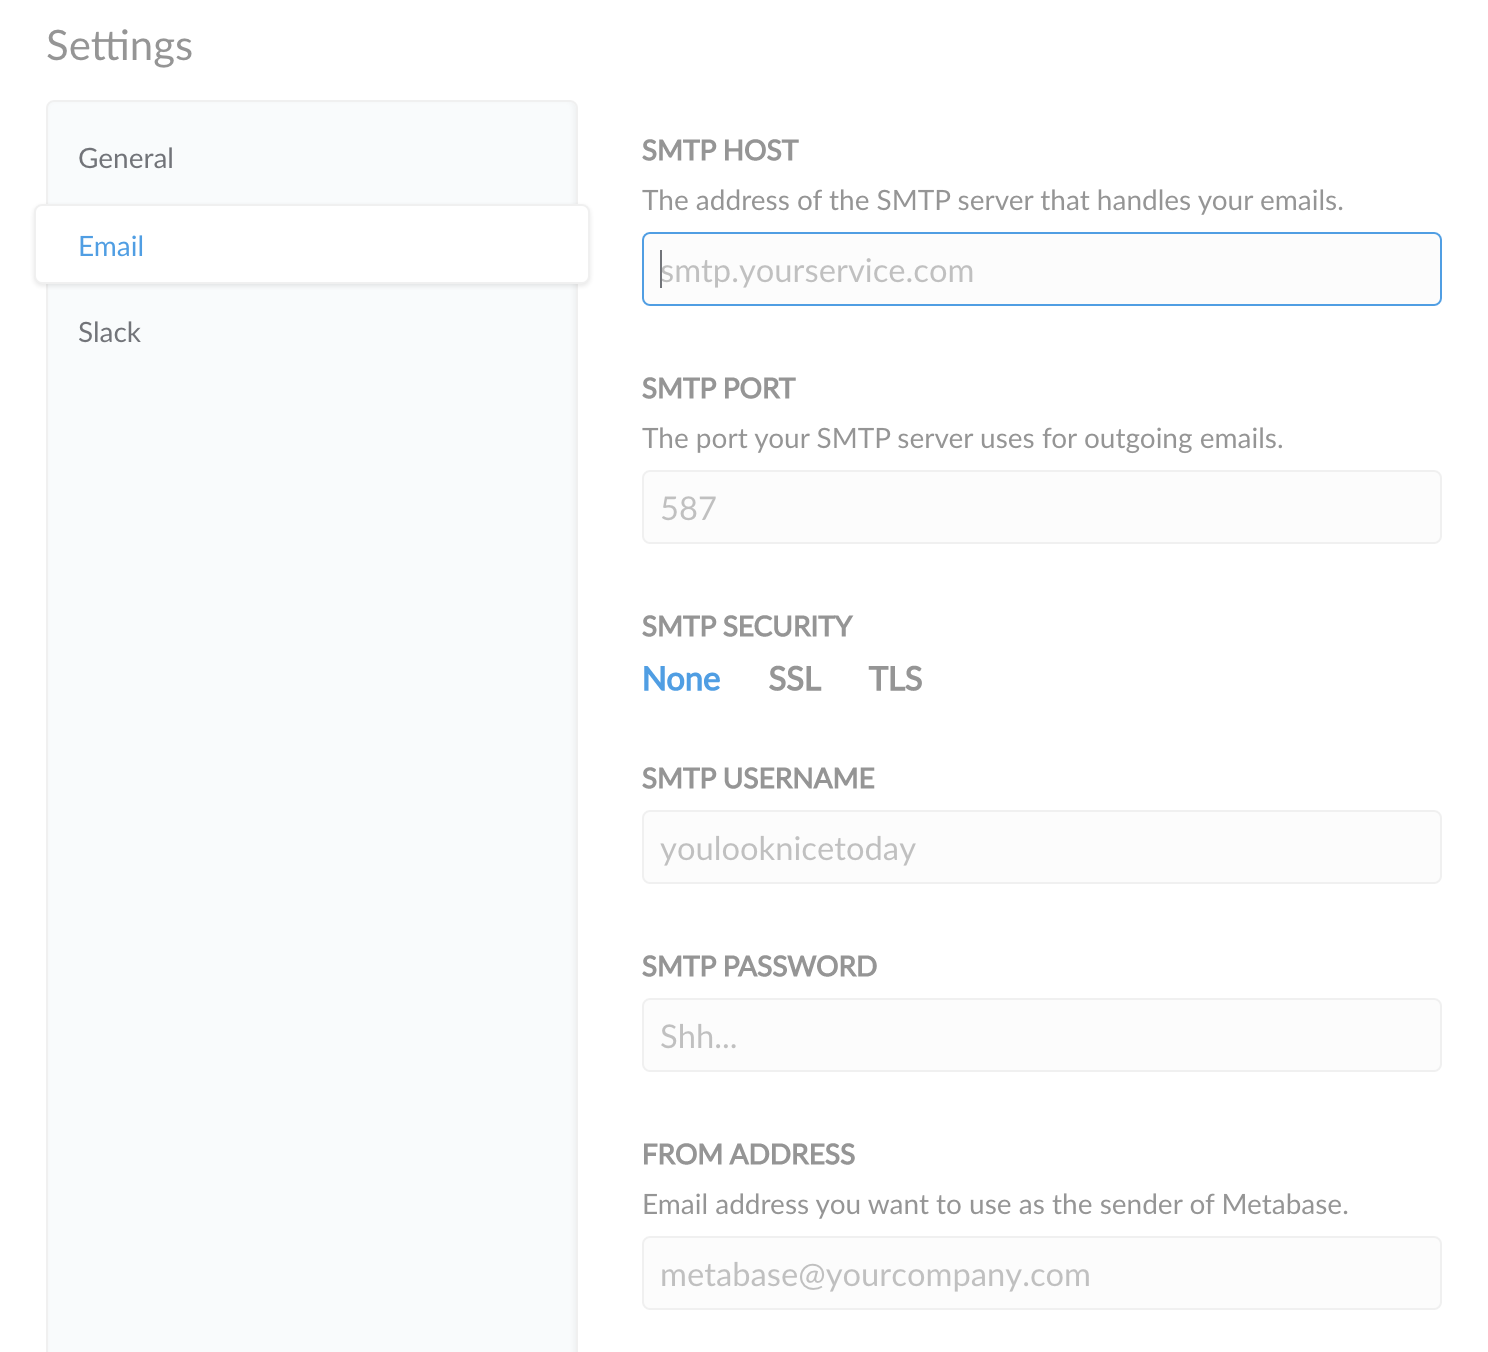 Settings
General
Email
Slack
SMTP HOST
The address of the SMTP server that handles your emails.
smtp.yourservice.com
SMTP PORT
The port your SMTP server uses for outgoing emails.
587
SMTP SECURITY
None SSL TLS
SMTP USERNAME
youlooknicetoday
SMTP PASSWORD
Shh...
FROM ADDRESS
Email address you want to use as the sender of Metabase.
metabase@yourcompany.com